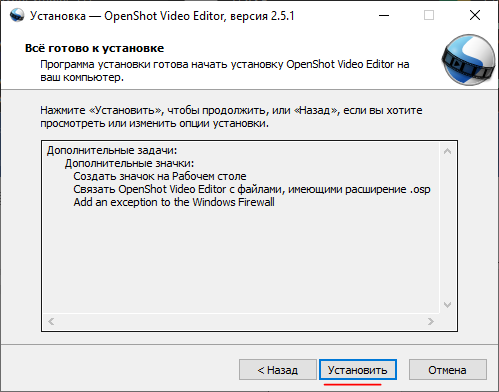 Установка — OpenShot Video Editor, версия 2.5.1
Всё готово к установке
Программа установки готова начать установку OpenShot Video Editor на
ваш компьютер.
Нажмите «Установить», чтобы продолжить, или «Назад», если вы хотите
просмотреть или изменить опции установки.
Дополнительные задачи:
Дополнительные значки:
Создать значок на Рабочем столе
Связать OpenShot Video Editor с файлами, имеющими расширение .osp
Add an exception to the Windows Firewall
< Назад
Установить
Отмена